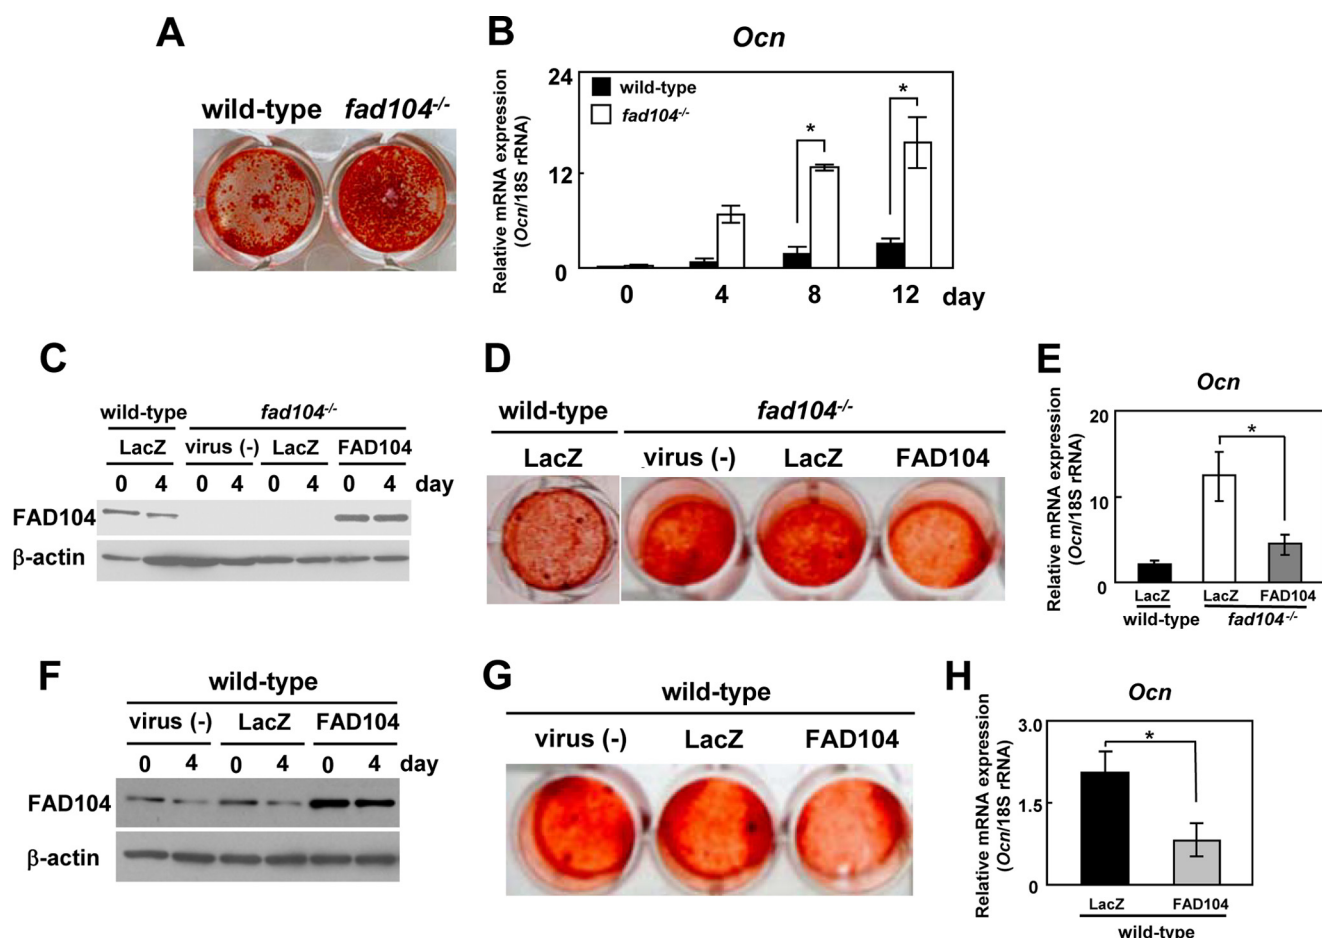 A
wild-type fad104-/-
B
Ocn
Relative mRNA expression
(Ocn/18S rRNA)
24
12
0
wild-type
fad104-/-
*
*
0 4 8 12 day
C
wild-type fad104-/-
LacZ virus (-) LacZ FAD104
0 4 0 4 0 4 0 4 day
FAD104
β-actin
D
wild-type fad104-/-
LacZ virus (-) LacZ FAD104
E
Ocn
Relative mRNA expression
(Ocn/18S rRNA)
20
10
0
*
LacZ LacZ FAD104
wild-type fad104-/-
F
wild-type
virus (-) LacZ FAD104
0 4 0 4 0 4 day
FAD104
β-actin
G
wild-type
virus (-) LacZ FAD104
H
Ocn
Relative mRNA expression
(Ocn/18S rRNA)
3.0
1.5
0
*
LacZ FAD104
wild-type